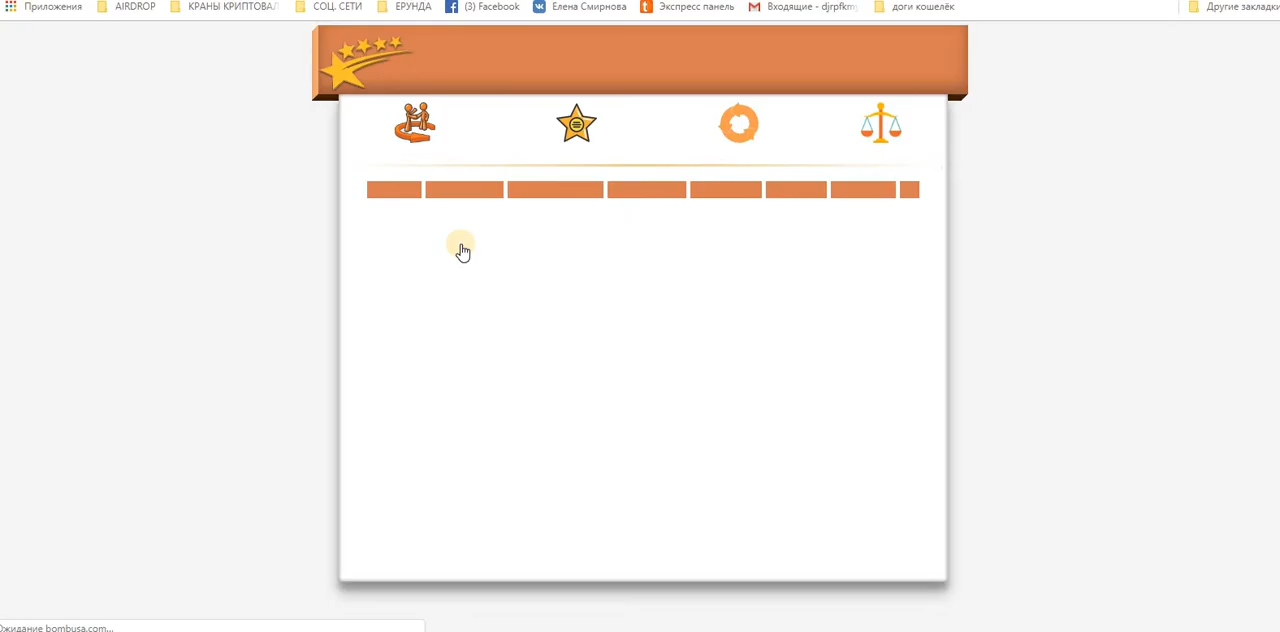 Приложения AIRDROP КРАНЫ КРИПТОВАЛ СОЦ. СЕТИ ЕРУНДА (3) Facebook Елена Смирнова Экспресс панель Входящие - djrpfkm доги кошелёк Другие закладки
Ожидание bombusa.com...